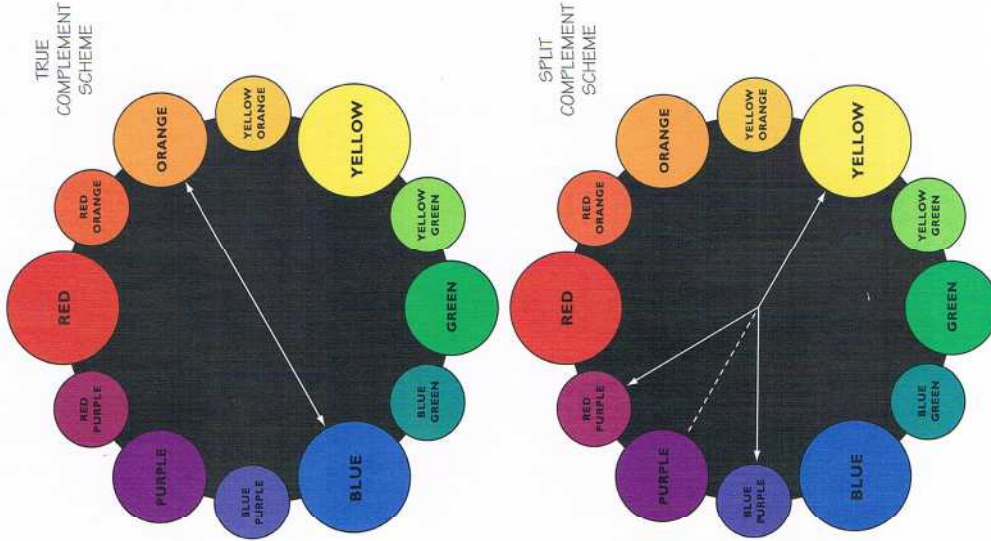 TRUE
COMPLEMENT
SCHEME
RED
RED
ORANGE
ORANGE
YELLOW
ORANGE
YELLOW
YELLOW
GREEN
GREEN
BLUE
GREEN
BLUE
BLUE
PURPLE
PURPLE
RED
PURPLE
SPLIT
COMPLEMENT
SCHEME
RED
RED
ORANGE
ORANGE
YELLOW
ORANGE
YELLOW
YELLOW
GREEN
GREEN
BLUE
GREEN
BLUE
BLUE
PURPLE
PURPLE
RED
PURPLE